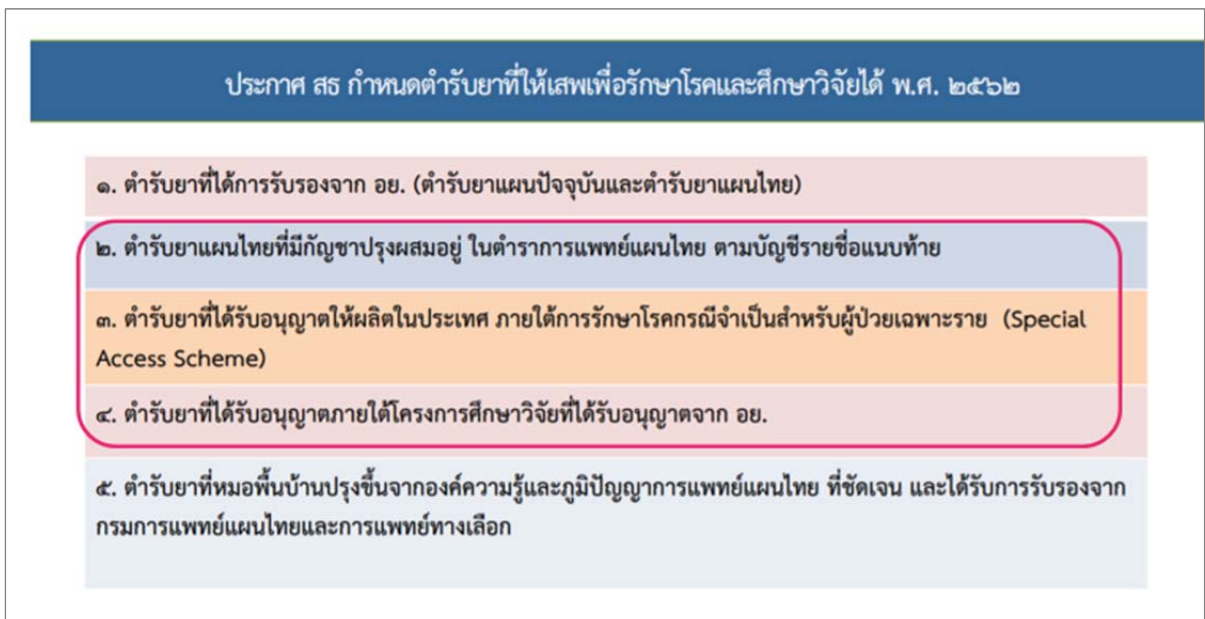 ประกาศ สธ กำหนดตำรับยาที่ให้เสพเพื่อรักษาโรคและศึกษาวิจัยได้ พ.ศ. ๒๕๖๒
๑. ตำรับยาที่ได้การรับรองจาก อย. (ตำรับยาแผนปัจจุบันและตำรับยาแผนไทย)
๒. ตำรับยาแผนไทยที่มีกัญชาปรุงผสมอยู่ ในตำราการแพทย์แผนไทย ตามบัญชีรายชื่อแนบท้าย
๓. ตำรับยาที่ได้รับอนุญาตให้ผลิตในประเทศ ภายใต้การรักษาโรคกรณีจำเป็นสำหรับผู้ป่วยเฉพาะราย (Special
Access Scheme)
๔. ตำรับยาที่ได้รับอนุญาตภายใต้โครงการศึกษาวิจัยที่ได้รับอนุญาตจาก อย.
๕. ตำรับยาที่หมอพื้นบ้านปรุงขึ้นจากองค์ความรู้และภูมิปัญญาการแพทย์แผนไทย ที่ชัดเจน และได้รับการรับรองจาก
กรมการแพทย์แผนไทยและการแพทย์ทางเลือก